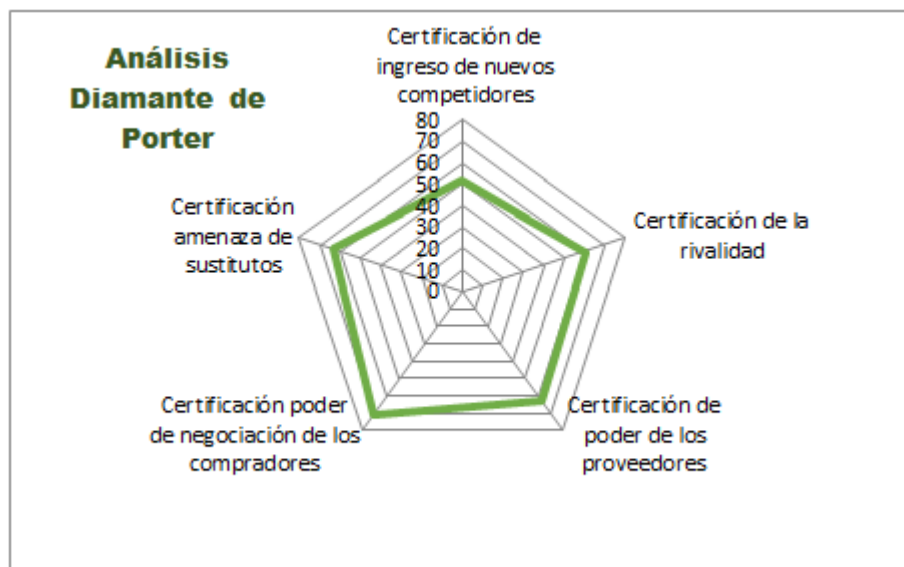 Análisis
Diamante de
Porter
Certificación de
ingreso de nuevos
competidores
80
70
60
50
40
30
20
10
0
Certificación de la
rivalidad
Certificación de
poder de los
proveedores
Certificación poder
de negociación de los
compradores
Certificación
amenaza de
sustitutos